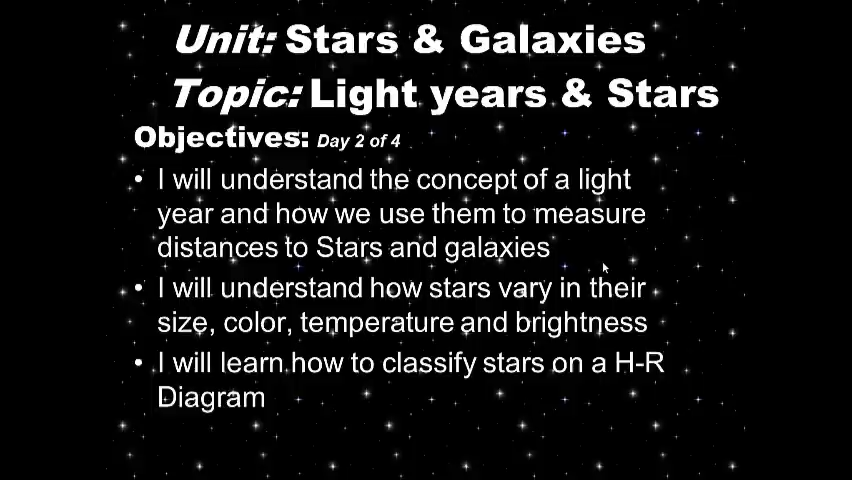 Unit: Stars & Galaxies
Topic: Light years & Stars
Objectives: Day 2 of 4
• I will understand the concept of a light
year and how we use them to measure
distances to Stars and galaxies
• I will understand how stars vary in their
size, color, temperature and brightness
• I will learn how to classify stars on a H-R
Diagram